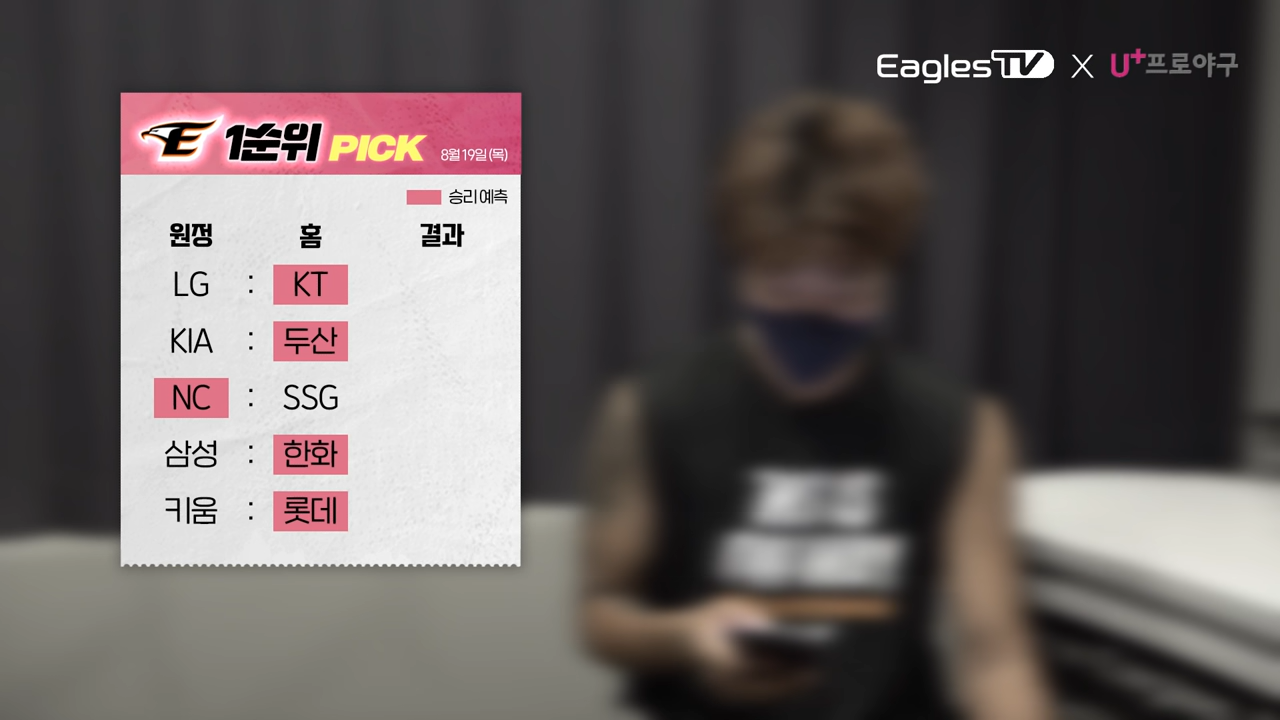 EaglesTV X U+프로야구
E 1순위 PICK 8월 19일 (목)
승리 예측
원정 홈 결과
LG : KT
KIA : 두산
NC : SSG
삼성 : 한화
키움 : 롯데